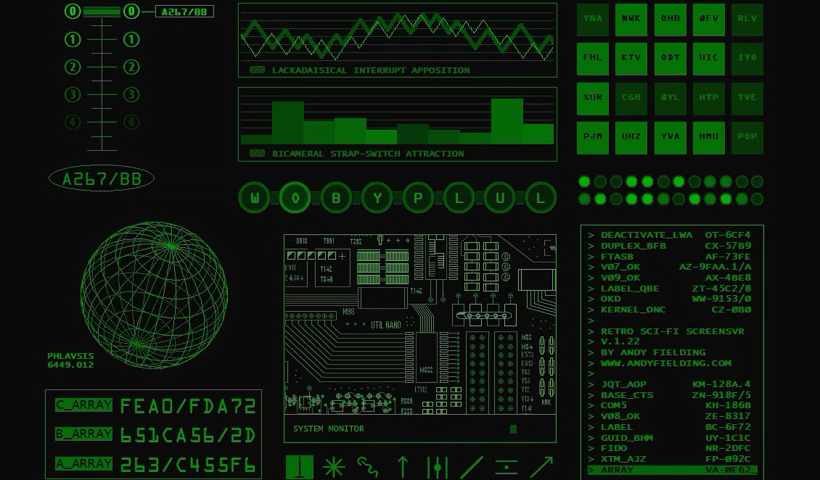 0 0 A267/BB
1 1
2 2
3 3
4 4
A267/BB
PHLAVSIS
6449.012
C_ARRAY FEA0/FDA72
B_ARRAY 651CA56/2D
A_ARRAY 263/C455F6
LACKADAISICAL INTERRUPT APPOSITION
BICAMERAL STRAP-SWITCH ATTRACTION
W O B Y P L U L
UTIL NANO
SYSTEM MONITOR
YNA NWK OHB ØFV RLV
FHL KTV ODT UIC IYO
SUR CGB ØYL HTP TVE
PJM UHZ YVA HMU POP
> DEACTIVATE_LWA OT-6CF4
> DUPLEX_BFB CX-57B9
> FTASB AF-73FE
> VØ7_OK AZ-9FAA.1/A
> VØ9_OK AX-4BE8
> LABEL_QBE ZT-45C2/8
> OKD WW-9153/0
> KERNEL_ONC CZ-0B0
>
> RETRO SCI-FI SCREENSVR
> V.1.22
> BY ANDY FIELDING
> WWW.ANDYFIELDING.COM
>
> JQT_AOP KM-128A.4
> BASE_CTS ZN-918F/5
> COM5 KH-186B
> VØ8_OK ZE-8317
> LABEL BC-6F72
> GUID_BHM UY-1C1C
> FIDO NR-2DFC
> XTM_AJZ FP-092C
> ARRAY VA-0F62_